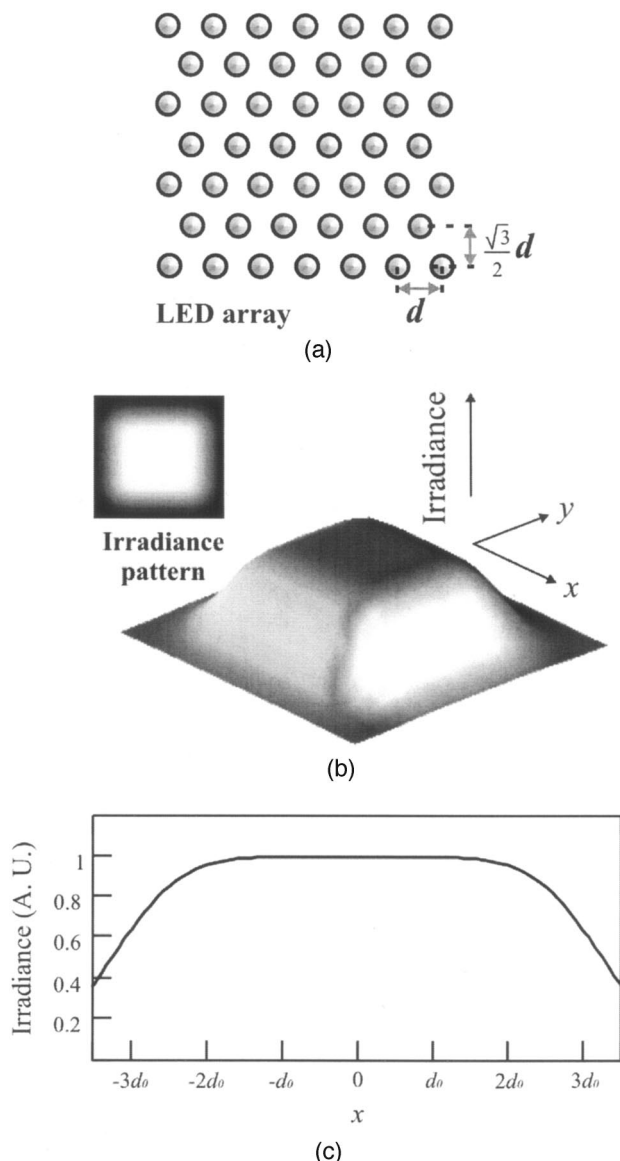 √3/2 d
d
LED array
(a)
Irradiance
pattern
Irradiance
y
x
(b)
Irradiance (A. U.)
1
0.8
0.6
0.4
0.2
-3d₀ -2d₀ -d₀ 0 d₀ 2d₀ 3d₀
x
(c)